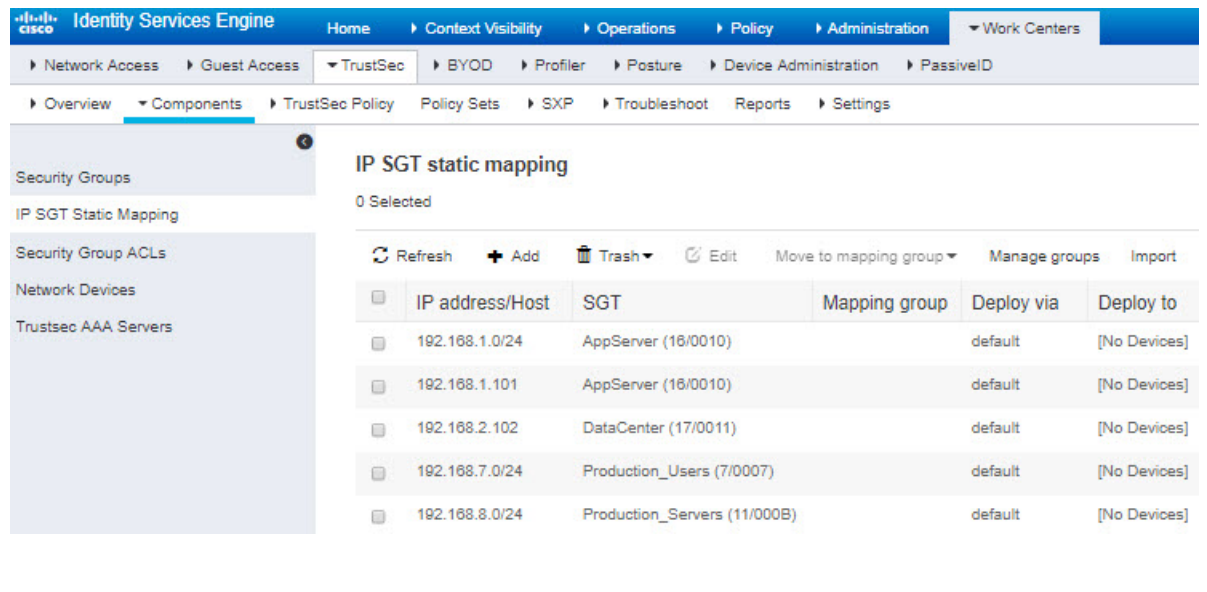 cisco Identity Services Engine Home Context Visibility Operations Policy Administration Work Centers
Network Access Guest Access TrustSec BYOD Profiler Posture Device Administration PassiveID
Overview Components TrustSec Policy Policy Sets SXP Troubleshoot Reports Settings
Security Groups
IP SGT Static Mapping
Security Group ACLs
Network Devices
Trustsec AAA Servers
IP SGT static mapping
0 Selected
Refresh Add Trash Edit Move to mapping group Manage groups Import
IP address/Host SGT Mapping group Deploy via Deploy to
192.168.1.0/24 AppServer (16/0010) default [No Devices]
192.168.1.101 AppServer (16/0010) default [No Devices]
192.168.2.102 DataCenter (17/0011) default [No Devices]
192.168.7.0/24 Production_Users (7/0007) default [No Devices]
192.168.8.0/24 Production_Servers (11/000B) default [No Devices]